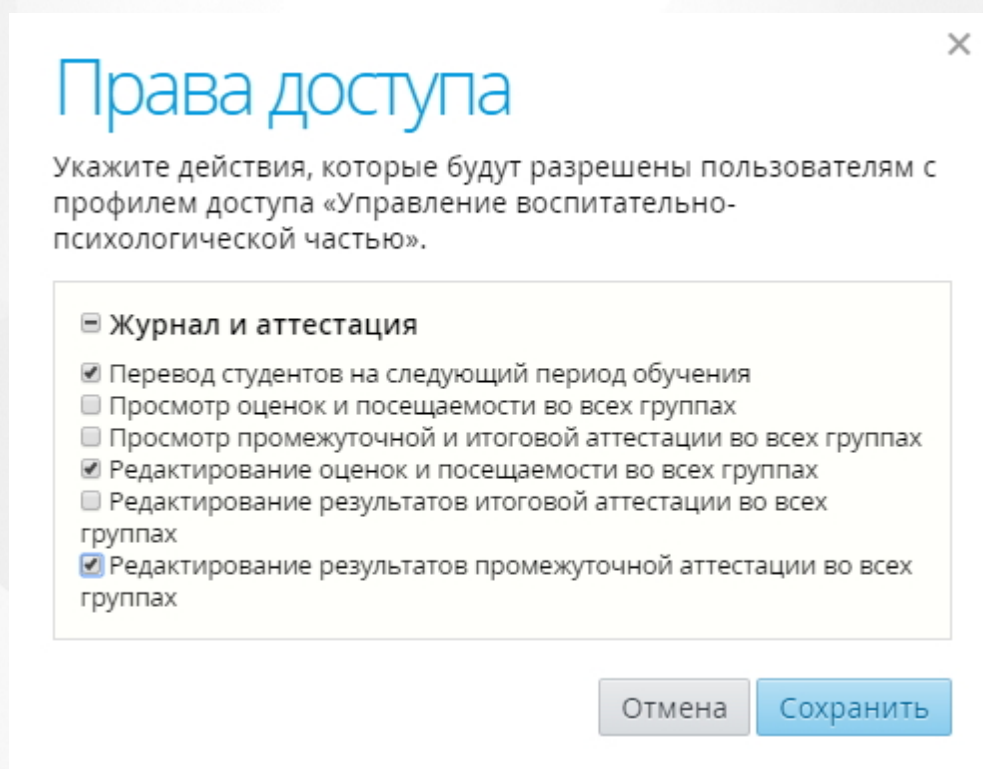 Права доступа
Укажите действия, которые будут разрешены пользователям с
профилем доступа «Управление воспитательно-
психологической частью».
Журнал и аттестация
Перевод студентов на следующий период обучения
Просмотр оценок и посещаемости во всех группах
Просмотр промежуточной и итоговой аттестации во всех группах
Редактирование оценок и посещаемости во всех группах
Редактирование результатов итоговой аттестации во всех
группах
Редактирование результатов промежуточной аттестации во всех
группах
Отмена
Сохранить